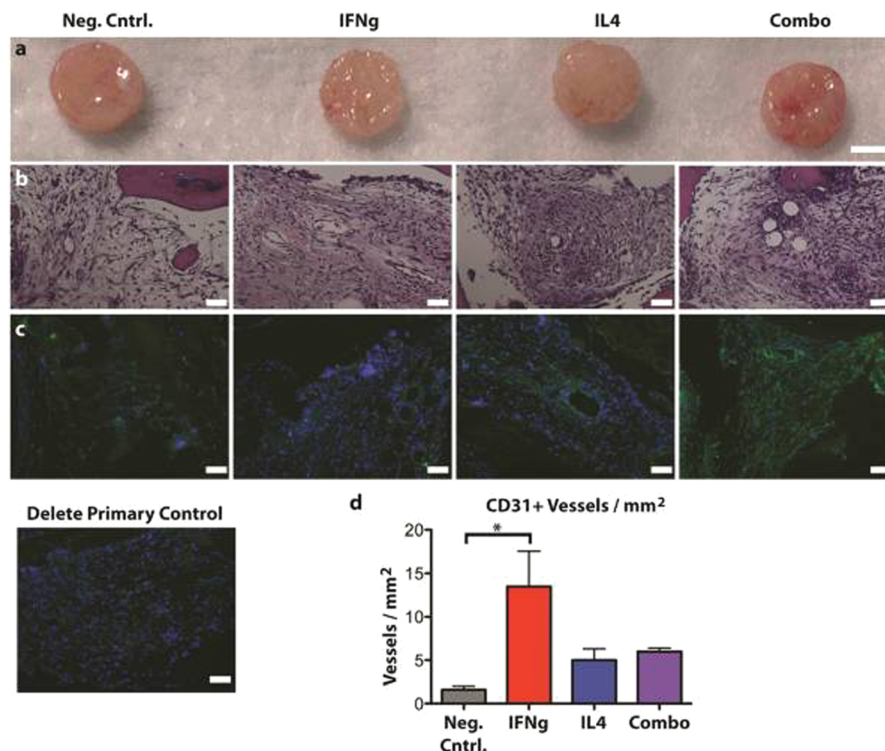 Neg. Cntrl. IFNg IL4 Combo
a
b
c
Delete Primary Control
d
CD31+ Vessels / mm²
Vessels / mm²
20
15
10
5
0
*
Neg. Cntrl. IFNg IL4 Combo